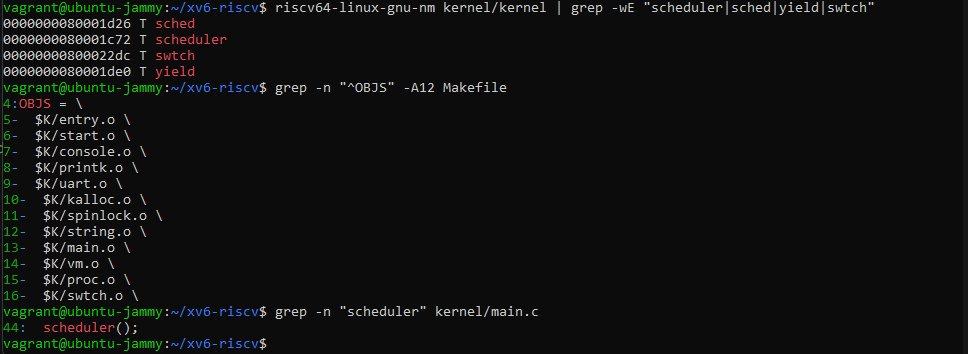 vagrant@ubuntu-jammy:~/xv6-riscv$ riscv64-linux-gnu-nm kernel/kernel | grep -wE "scheduler|sched|yield|swtch"
0000000080001d26 T sched
0000000080001c72 T scheduler
00000000800022dc T swtch
0000000080001de0 T yield
vagrant@ubuntu-jammy:~/xv6-riscv$ grep -n "^OBJS" -A12 Makefile
4:OBJS = \
5-  $K/entry.o \
6-  $K/start.o \
7-  $K/console.o \
8-  $K/printk.o \
9-  $K/uart.o \
10-  $K/kalloc.o \
11-  $K/spinlock.o \
12-  $K/string.o \
13-  $K/main.o \
14-  $K/vm.o \
15-  $K/proc.o \
16-  $K/swtch.o \
vagrant@ubuntu-jammy:~/xv6-riscv$ grep -n "scheduler" kernel/main.c
44:  scheduler();
vagrant@ubuntu-jammy:~/xv6-riscv$